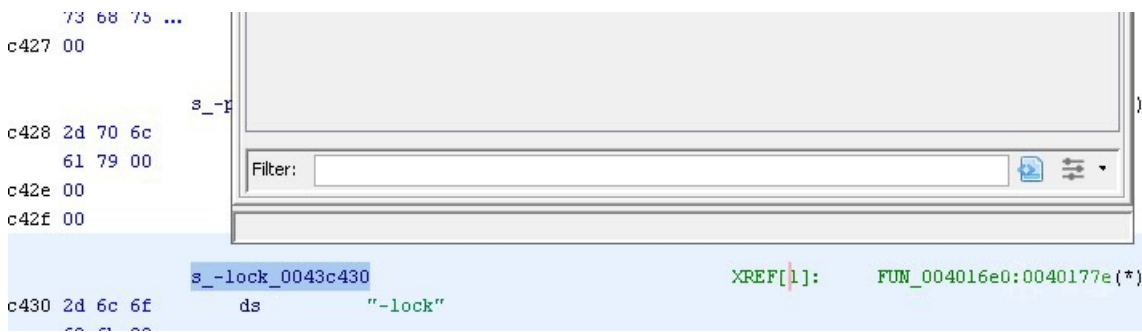 73 68 75 ...
c427 00
s_-p )
c428 2d 70 6c
61 79 00
Filter:
c42e 00
c42f 00
s_-lock_0043c430 XREF[1]: FUN_004016e0:0040177e(*)
c430 2d 6c 6f ds "-lock"